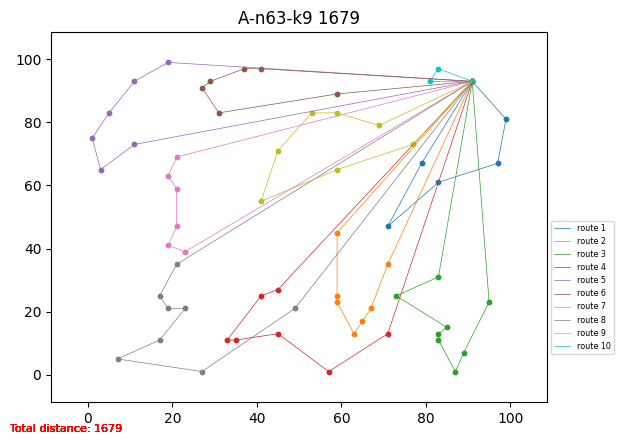 A-n63-k9 1679
100
80
60
40
20
0
0 20 40 60 80 100
route 1
route 2
route 3
route 4
route 5
route 6
route 7
route 8
route 9
route 10
Total distance: 1679